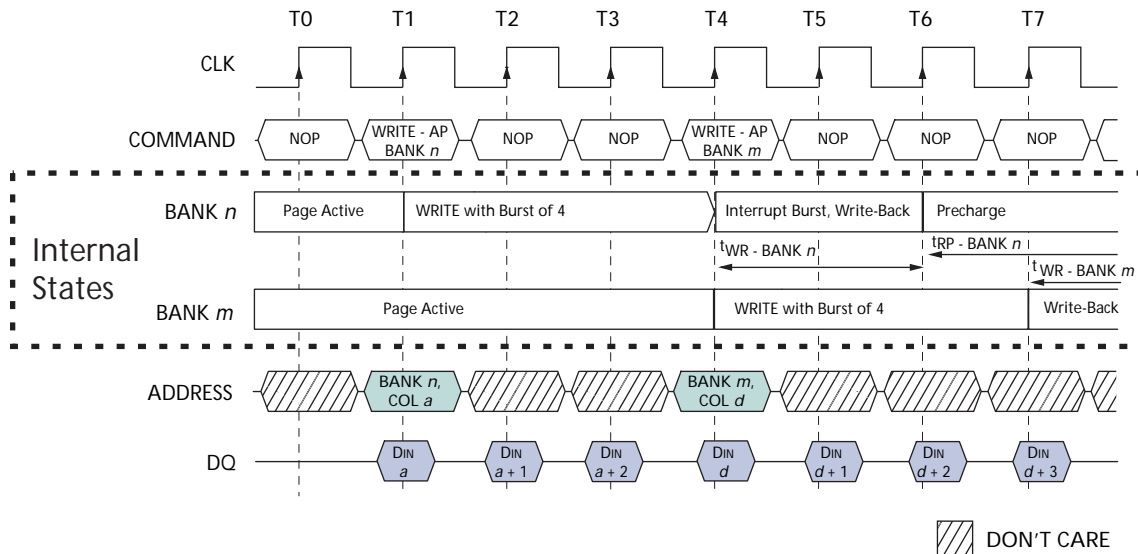 T0 T1 T2 T3 T4 T5 T6 T7
CLK
COMMAND
NOP
WRITE - AP
BANK n
NOP
NOP
WRITE - AP
BANK m
NOP
NOP
NOP
Internal
States
BANK n
Page Active
WRITE with Burst of 4
Interrupt Burst, Write-Back
Precharge
tWR - BANK n
tRP - BANK n
tWR - BANK m
BANK m
Page Active
WRITE with Burst of 4
Write-Back
ADDRESS
BANK n,
COL a
BANK m,
COL d
DQ
DIN
a
DIN
a + 1
DIN
a + 2
DIN
d
DIN
d + 1
DIN
d + 2
DIN
d + 3
DON'T CARE